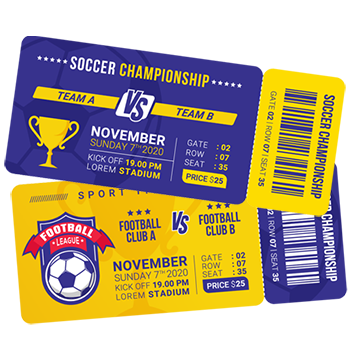 SOCCER CHAMPIONSHIP
TEAM A
VS
TEAM B
NOVEMBER
SUNDAY 7TH 2020
KICK OFF 19.00 PM
LOREM STADIUM
GATE : 02
ROW : 07
SEAT : 35
PRICE $25
GATE 02 | ROW 07 | SEAT 35
SOCCER CHAMPIONSHIP
SPORT
FOOTBALL
LEAGUE
FOOTBALL CLUB A
VS
FOOTBALL CLUB B
NOVEMBER
SUNDAY 7TH 2020
KICK OFF 19.00 PM
LOREM STADIUM
GATE : 02
ROW : 07
SEAT : 35
PRICE $25
GATE 02 | ROW 07 | SEAT 35
CHAMPIONSHIP